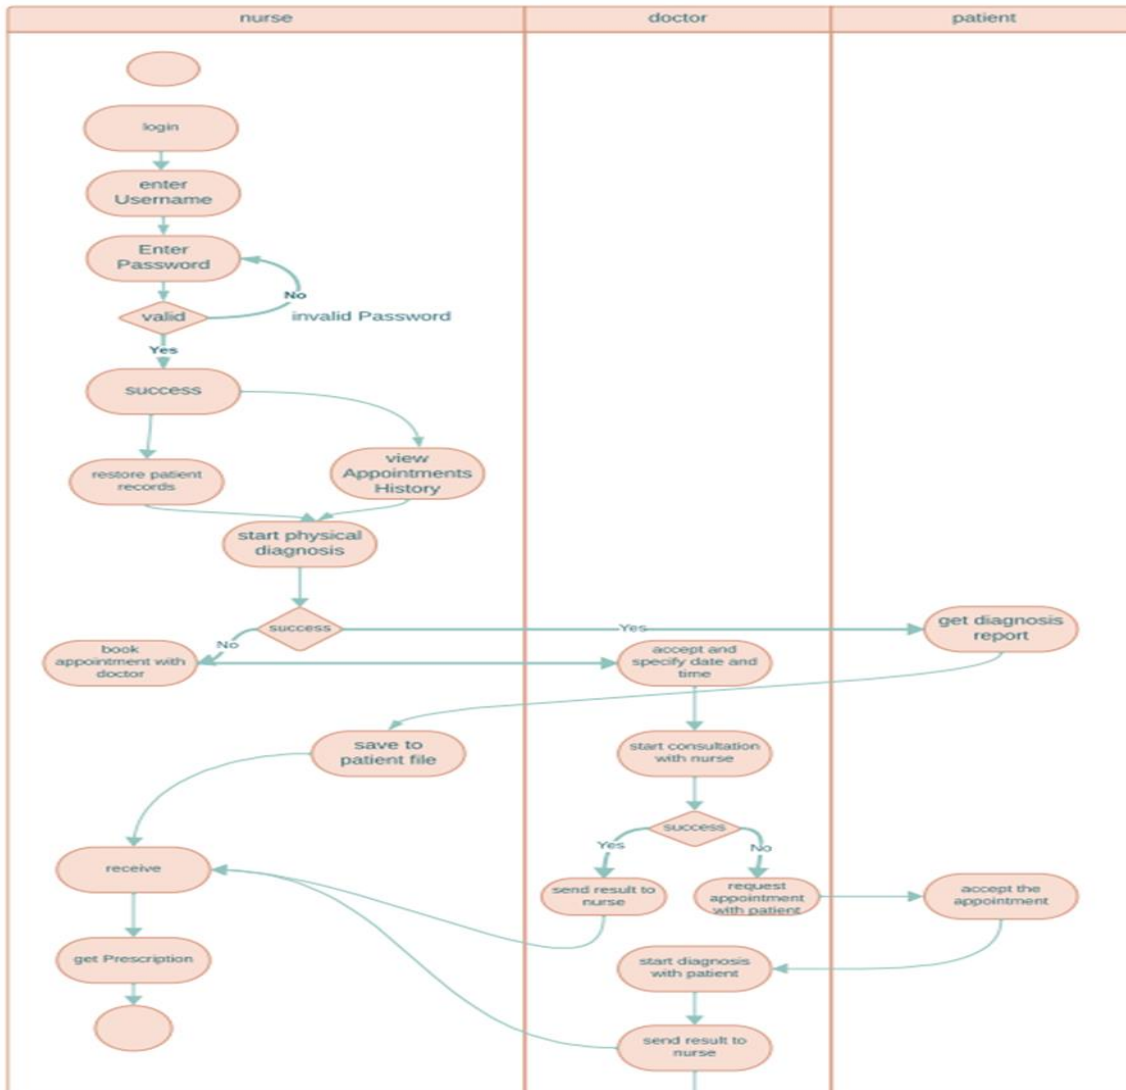 nurse
doctor
patient
login
enter
Username
Enter
Password
No
valid
invalid Password
Yes
success
view
Appointments
History
restore patient
records
start physical
diagnosis
success
Yes
get diagnosis
report
No
book
appointment with
doctor
accept and
specify date and
time
save to
patient file
start consultation
with nurse
success
Yes
No
receive
send result to
nurse
request
appointment
with patient
accept the
appointment
get Prescription
start diagnosis
with patient
send result to
nurse